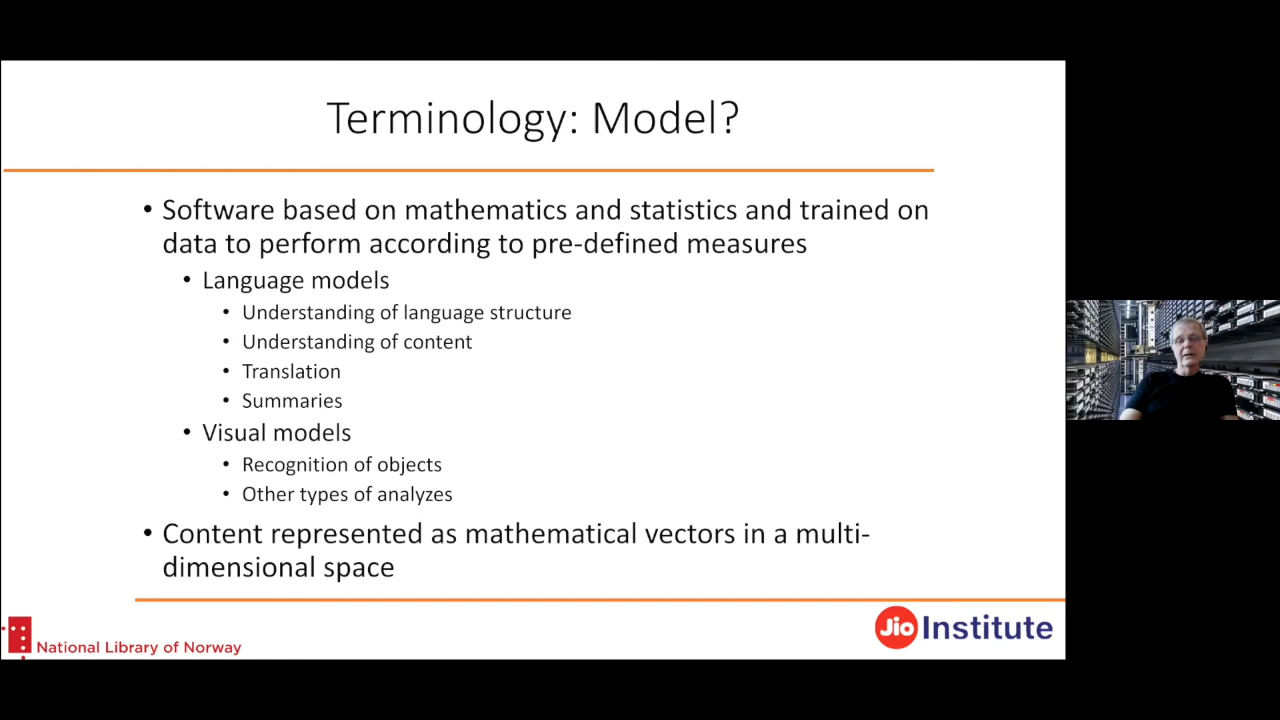 Terminology: Model?
• Software based on mathematics and statistics and trained on
data to perform according to pre-defined measures
• Language models
• Understanding of language structure
• Understanding of content
• Translation
• Summaries
• Visual models
• Recognition of objects
• Other types of analyzes
• Content represented as mathematical vectors in a multi-
dimensional space
National Library of Norway
Jio Institute